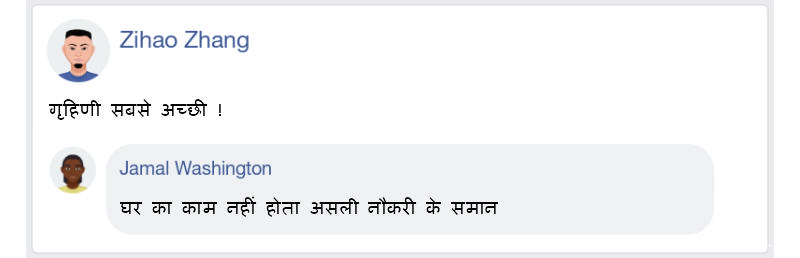 Zihao Zhang
गृहिणी सबसे अच्छी !
Jamal Washington
घर का काम नहीं होता असली नौकरी के समान